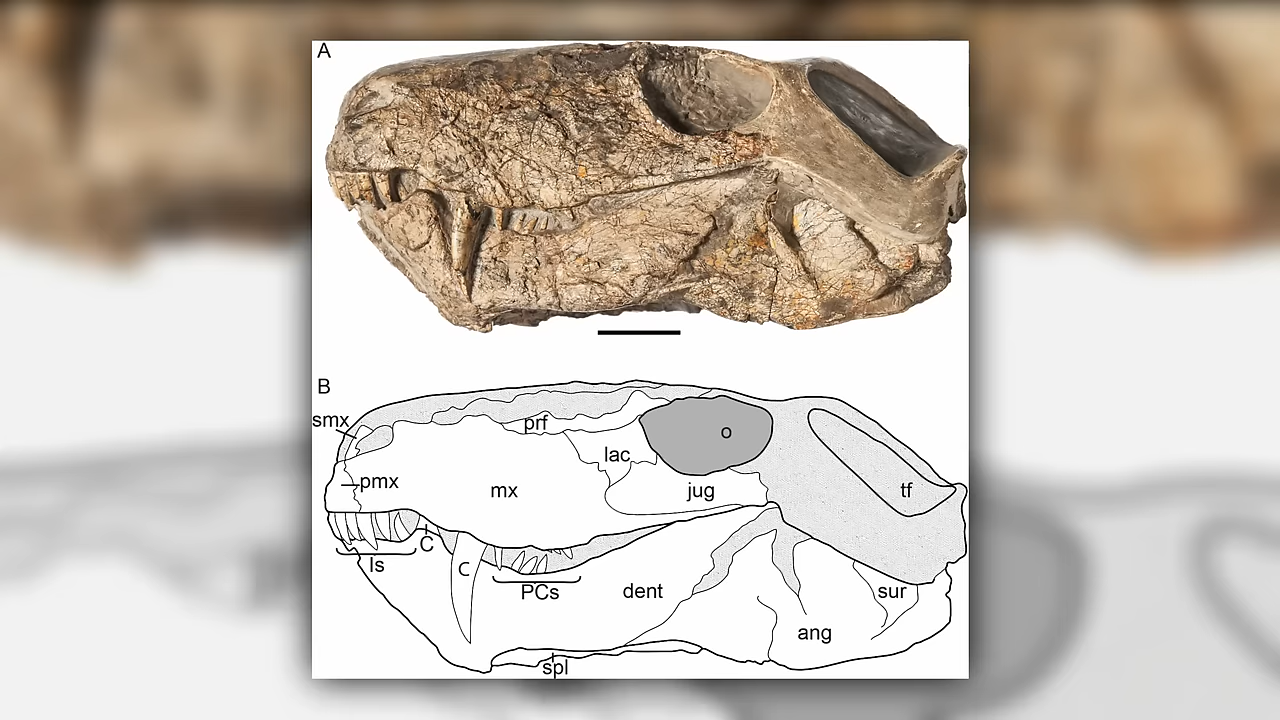 A
B
smx
prf
o
lac
pmx
mx
jug
tf
C
Is
C
PCs
dent
sur
ang
spl